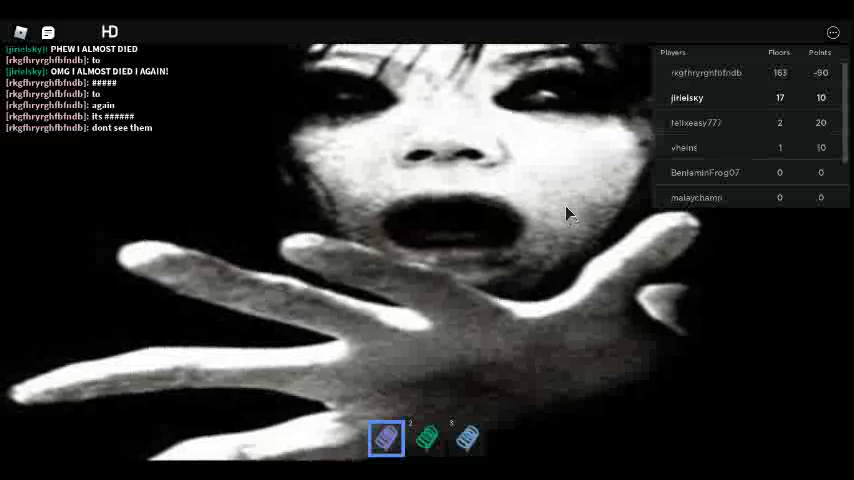 HD
[jirielsky]: PHEW I ALMOST DIED
[rkgfhryrghfbfndb]: to
[jirielsky]: OMG I ALMOST DIED I AGAIN!
[rkgfhryrghfbfndb]: #####
[rkgfhryrghfbfndb]: to
[rkgfhryrghfbfndb]: again
[rkgfhryrghfbfndb]: its ######
[rkgfhryrghfbfndb]: dont see them
Players Floors Points
rkgfhryrghfbfndb 163 -90
jirielsky 17 10
felixeasy777 2 20
vheins 1 10
BenjaminFrog07 0 0
malaychamp 0 0
2 3